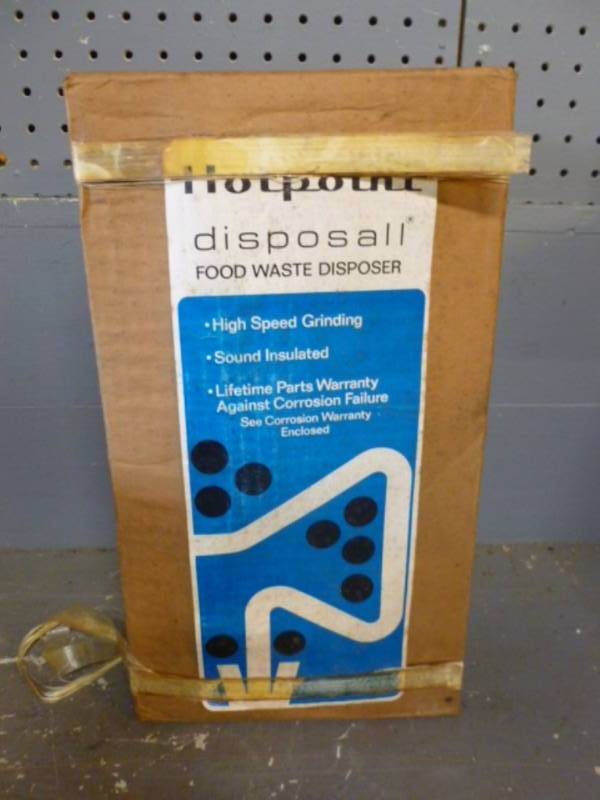 Hotpoint
disposall®
FOOD WASTE DISPOSER
• High Speed Grinding
• Sound Insulated
• Lifetime Parts Warranty
Against Corrosion Failure
See Corrosion Warranty
Enclosed